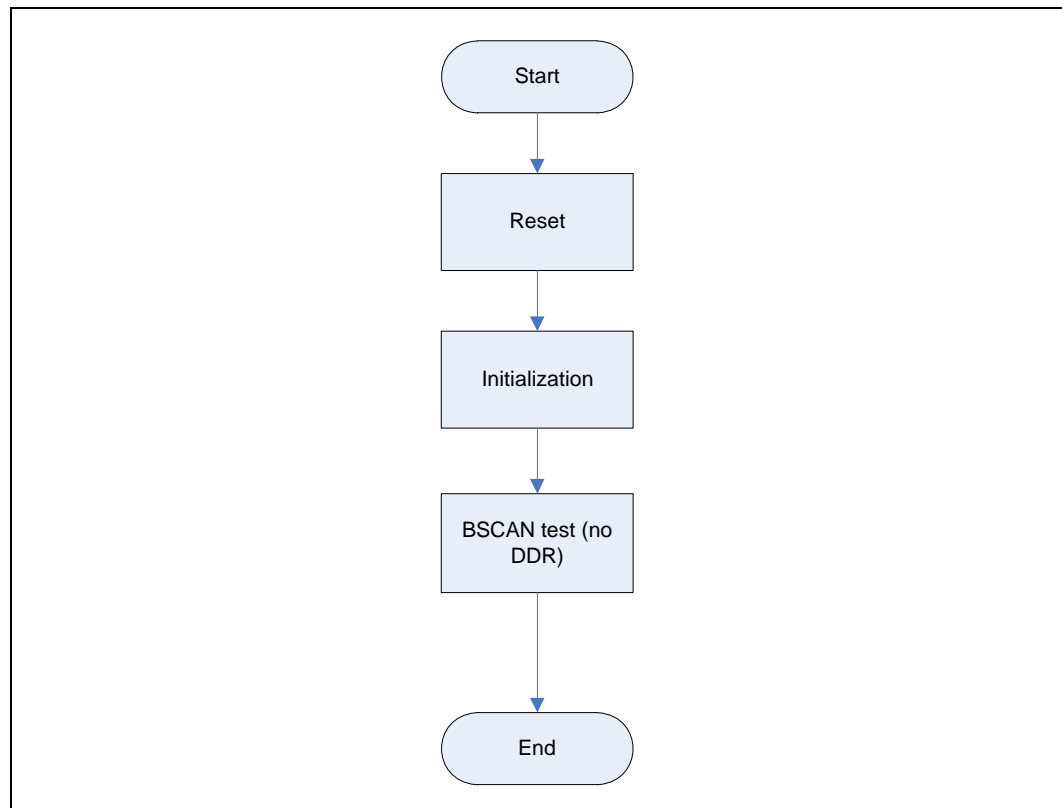 Start
Reset
Initialization
BSCAN test (no
DDR)
End